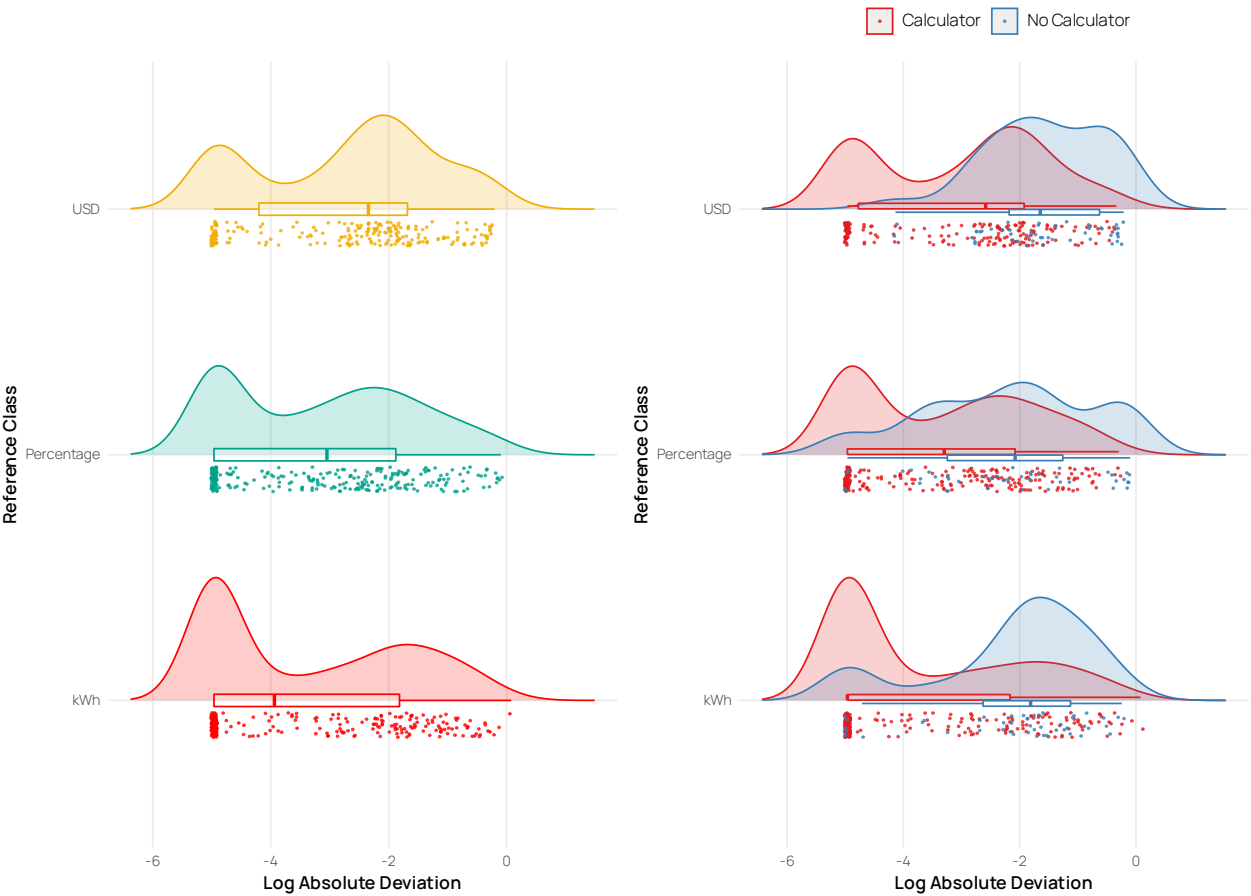 Calculator No Calculator
Reference Class
USD
Percentage
kWh
-6 -4 -2 0
Log Absolute Deviation
Reference Class
USD
Percentage
kWh
-6 -4 -2 0
Log Absolute Deviation